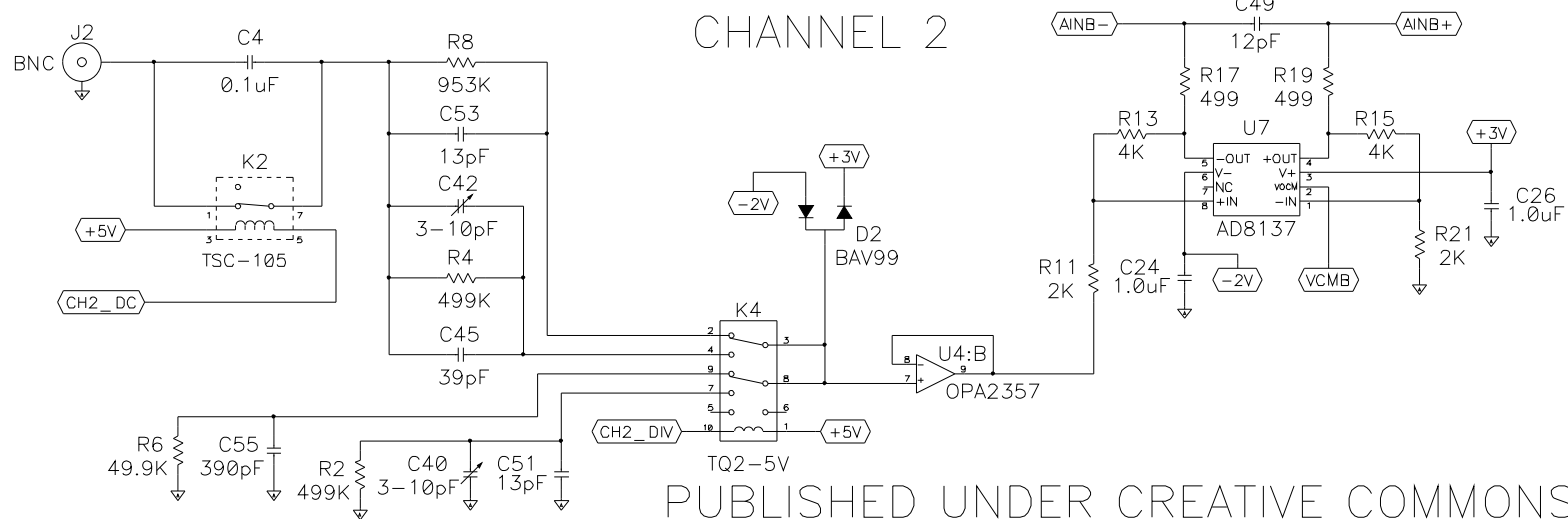 CHANNEL 2
J2
BNC
C4
0.1uF
R8
953K
C53
13pF
C42
3-10pF
R4
499K
C45
39pF
K2
1
7
3
5
+5V
TSC-105
CH2_DC
R6
49.9K
C55
390pF
R2
499K
C40
3-10pF
C51
13pF
K4
2
3
4
9
8
7
5
6
10
1
CH2_DIV
+5V
TQ2-5V
-2V
+3V
D2
BAV99
8
-
7
+
9
U4:B
OPA2357
AINB-
C49
12pF
AINB+
R17
499
R19
499
R13
4K
R15
4K
U7
5
-OUT
+OUT
4
6
V-
V+
3
7
NC
VOCM
2
8
+IN
-IN
1
AD8137
+3V
C26
1.0uF
R11
2K
C24
1.0uF
-2V
VCMB
R21
2K
PUBLISHED UNDER CREATIVE COMMONS